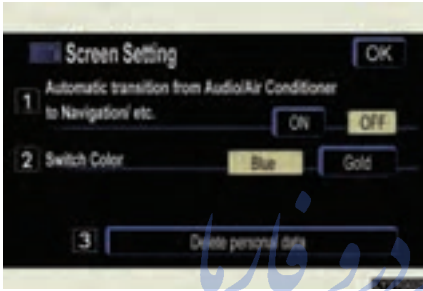 Screen Setting OK
1 Automatic transition from Audio/Air Conditioner
to Navigation/ etc.
ON OFF
2 Switch Color Blue Gold
3 Delete personal data